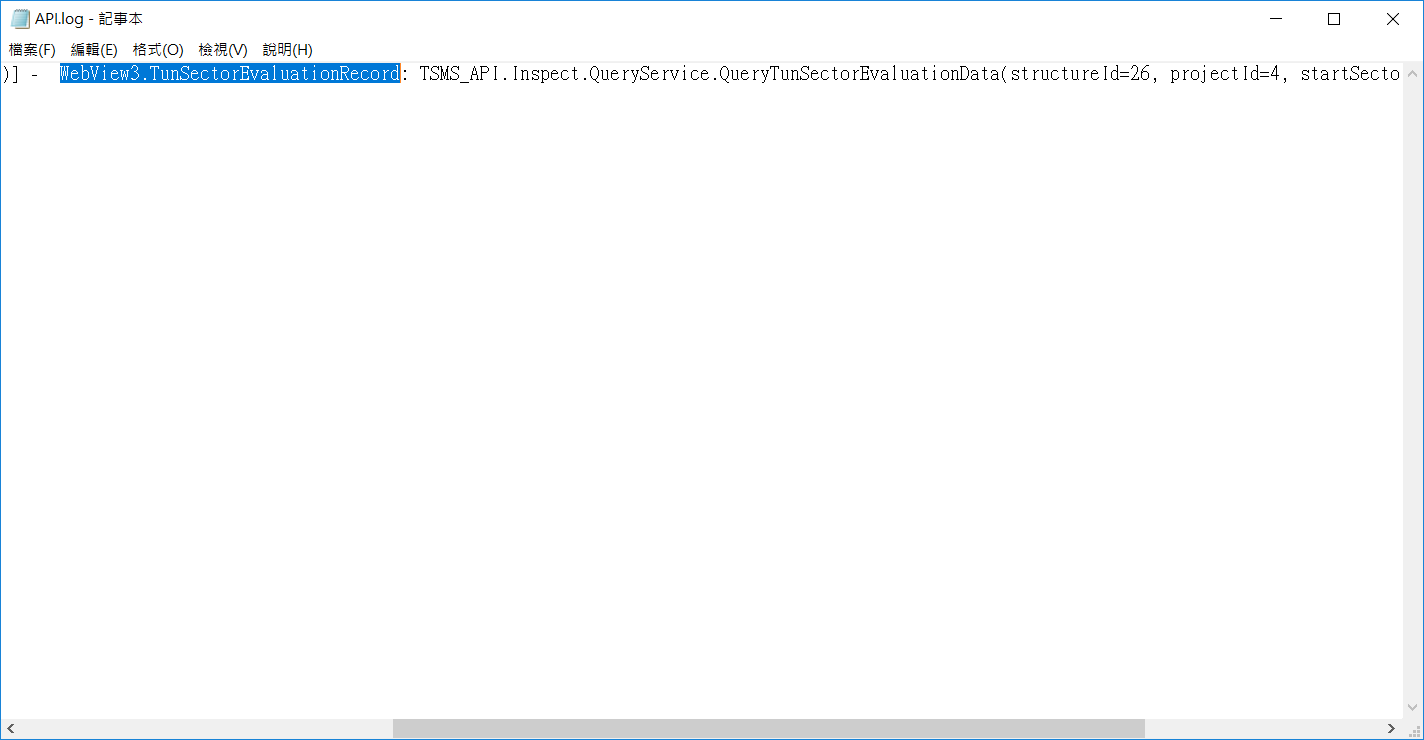 API.log - 記事本
檔案(F) 編輯(E) 格式(O) 檢視(V) 說明(H)
)] - WebView3.TunSectorEvaluationRecord: TSMS_API.Inspect.QueryService.QueryTunSectorEvaluationData(structureId=26, projectId=4, startSecto